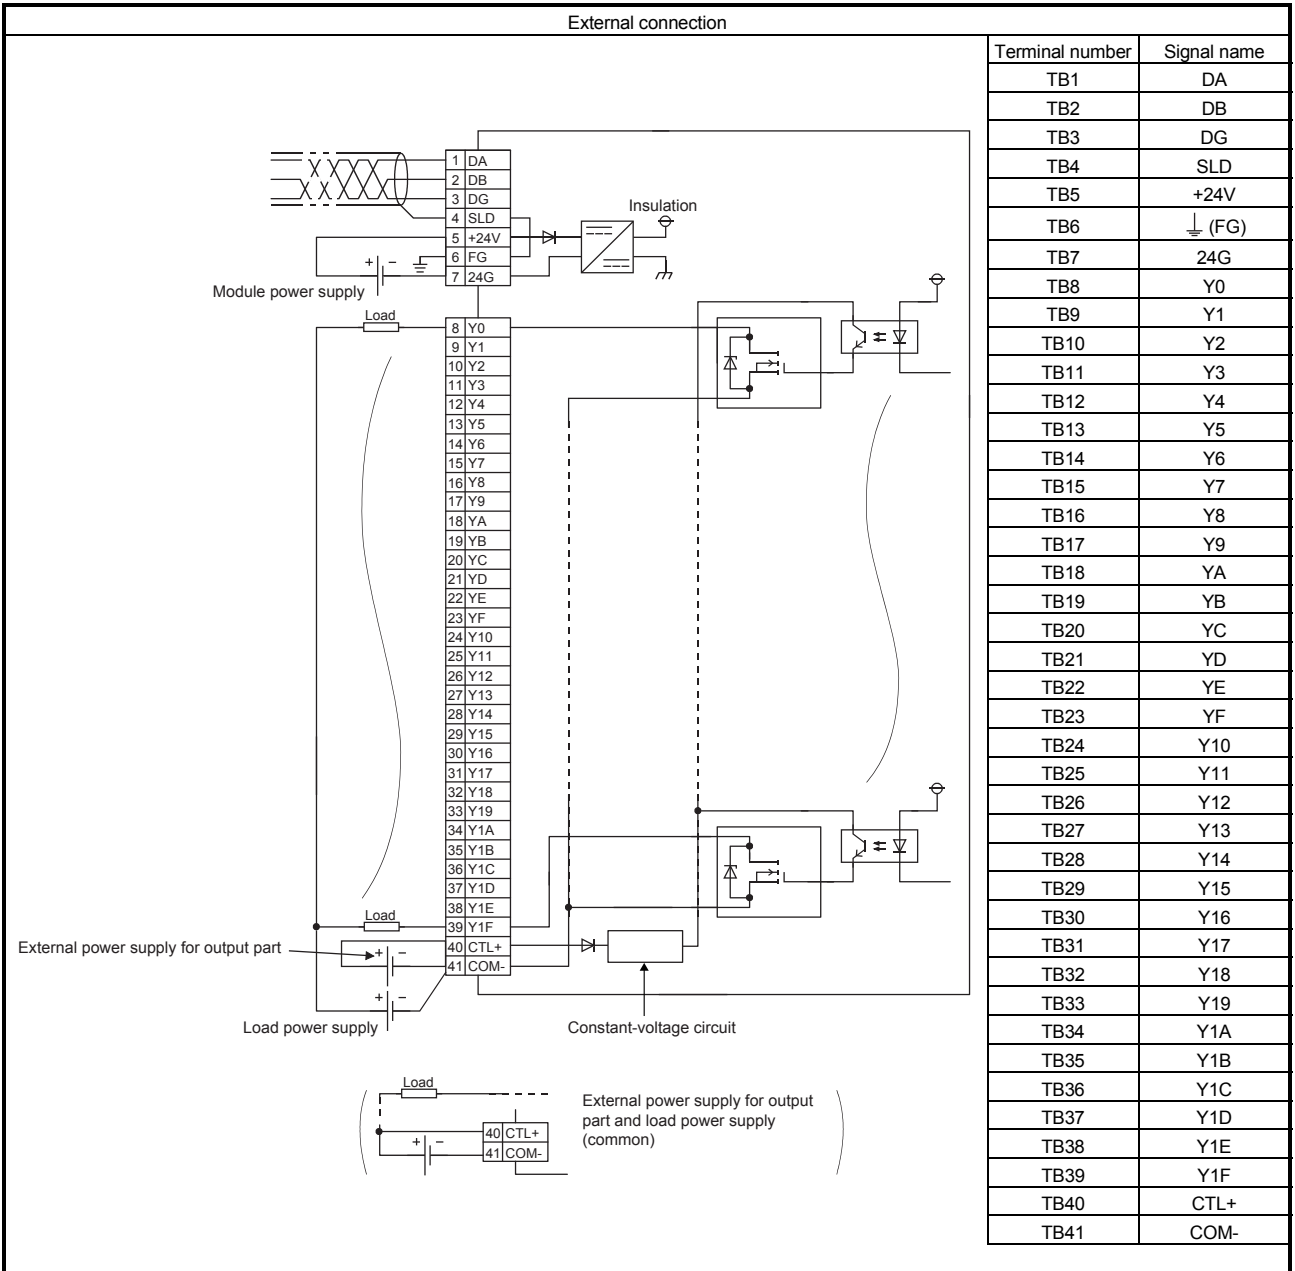 External connection
Terminal number Signal name
TB1 DA
TB2 DB
TB3 DG
TB4 SLD
TB5 +24V
TB6 ⏚ (FG)
TB7 24G
TB8 Y0
TB9 Y1
TB10 Y2
TB11 Y3
TB12 Y4
TB13 Y5
TB14 Y6
TB15 Y7
TB16 Y8
TB17 Y9
TB18 YA
TB19 YB
TB20 YC
TB21 YD
TB22 YE
TB23 YF
TB24 Y10
TB25 Y11
TB26 Y12
TB27 Y13
TB28 Y14
TB29 Y15
TB30 Y16
TB31 Y17
TB32 Y18
TB33 Y19
TB34 Y1A
TB35 Y1B
TB36 Y1C
TB37 Y1D
TB38 Y1E
TB39 Y1F
TB40 CTL+
TB41 COM-
1 DA
2 DB
3 DG
4 SLD
5 +24V
6 FG
7 24G
Insulation
+ −
Module power supply
Load
8 Y0
9 Y1
10 Y2
11 Y3
12 Y4
13 Y5
14 Y6
15 Y7
16 Y8
17 Y9
18 YA
19 YB
20 YC
21 YD
22 YE
23 YF
24 Y10
25 Y11
26 Y12
27 Y13
28 Y14
29 Y15
30 Y16
31 Y17
32 Y18
33 Y19
34 Y1A
35 Y1B
36 Y1C
37 Y1D
38 Y1E
39 Y1F
40 CTL+
41 COM-
Load
External power supply for output part
+ −
+ −
Load power supply
Constant-voltage circuit
Load
+ −
40 CTL+
41 COM-
External power supply for output
part and load power supply
(common)